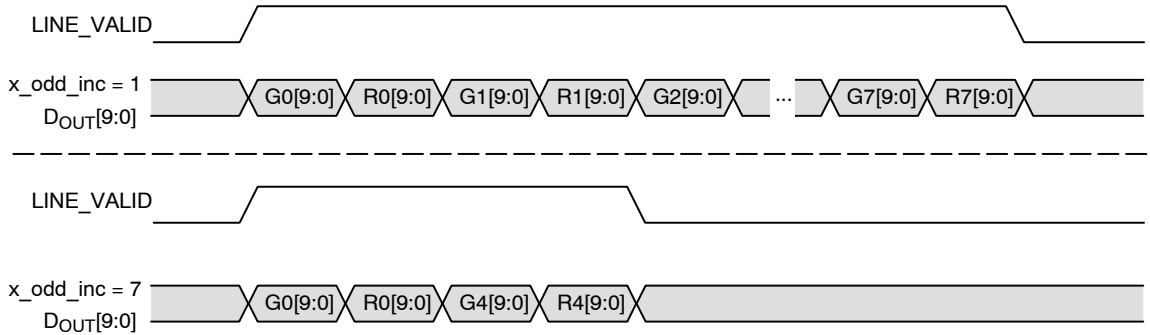 LINE_VALID
x_odd_inc = 1
G0[9:0] R0[9:0] G1[9:0] R1[9:0] G2[9:0] ... G7[9:0] R7[9:0]
DOUT[9:0]
LINE_VALID
x_odd_inc = 7
G0[9:0] R0[9:0] G4[9:0] R4[9:0]
DOUT[9:0]